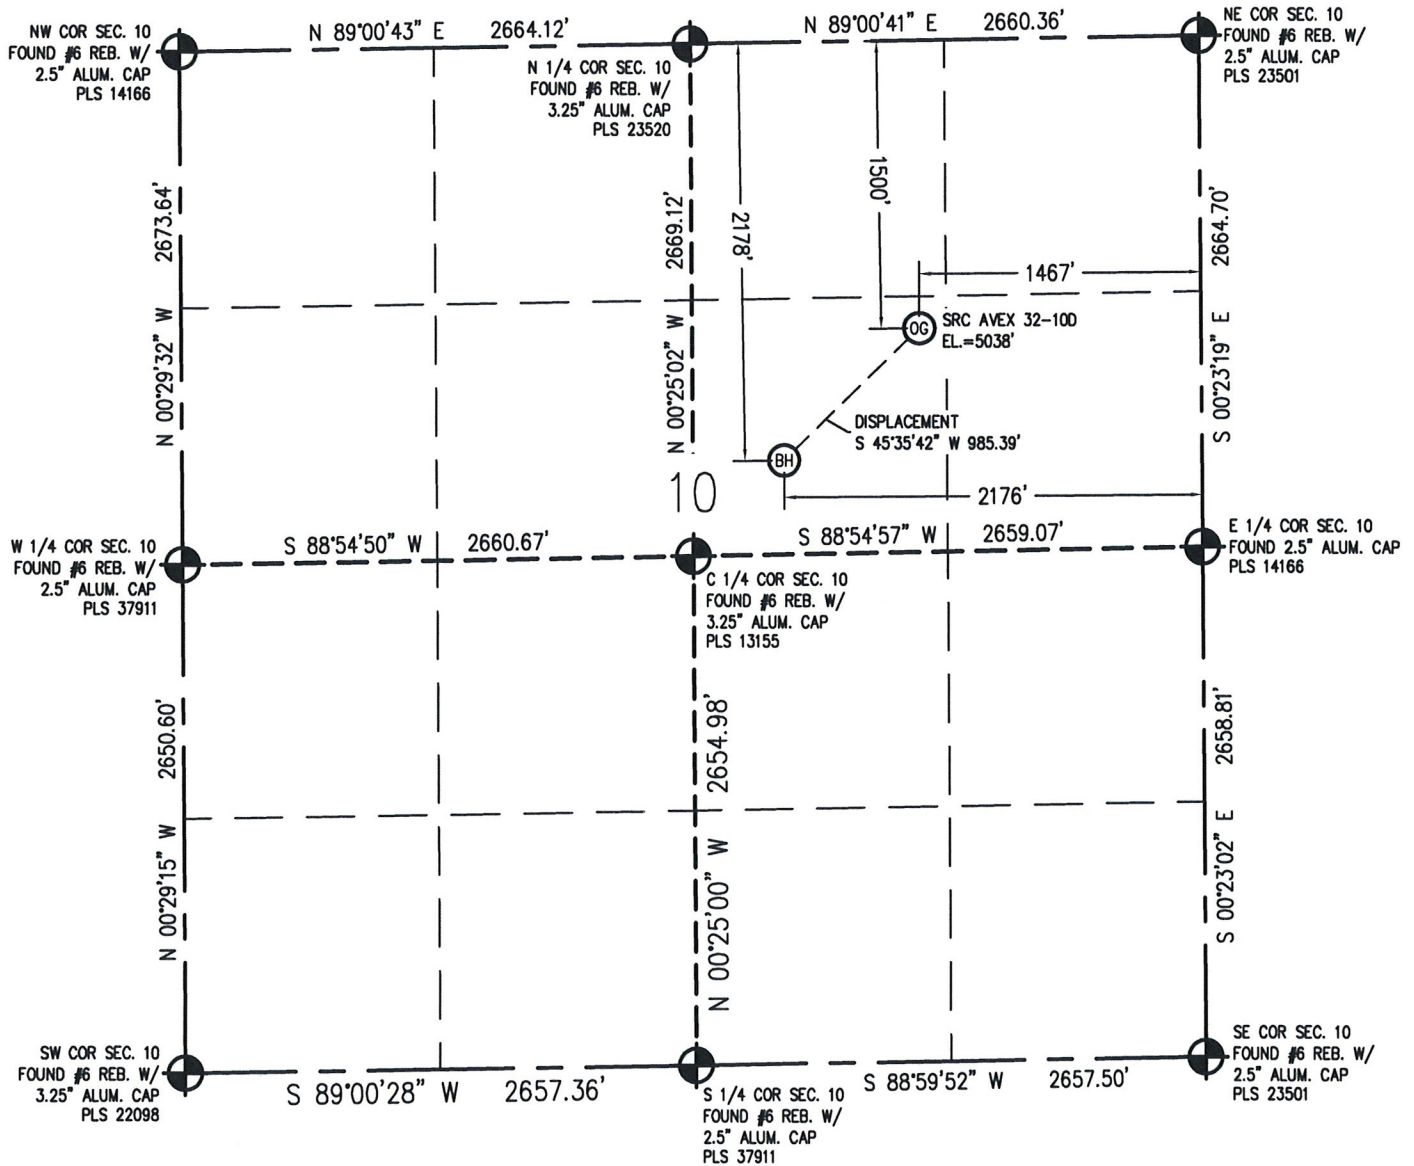 NW COR SEC. 10
FOUND #6 REB. W/
2.5" ALUM. CAP
PLS 14166
N 89°00'43" E 2664.12'
N 1/4 COR SEC. 10
FOUND #6 REB. W/
3.25" ALUM. CAP
PLS 23520
N 89°00'41" E 2660.36'
NE COR SEC. 10
FOUND #6 REB. W/
2.5" ALUM. CAP
PLS 23501
N 00°29'32" W 2673.64'
N 00°25'02" W 2669.12'
2178'
1500'
1467'
S 00°23'19" E 2664.70'
OG
SRC AVEX 32-10D
EL.=5038'
DISPLACEMENT
S 45°35'42" W 985.39'
BH
10
2176'
W 1/4 COR SEC. 10
FOUND #6 REB. W/
2.5" ALUM. CAP
PLS 37911
S 88°54'50" W 2660.67'
C 1/4 COR SEC. 10
FOUND #6 REB. W/
3.25" ALUM. CAP
PLS 13155
S 88°54'57" W 2659.07'
E 1/4 COR SEC. 10
FOUND 2.5" ALUM. CAP
PLS 14166
N 00°29'15" W 2650.60'
N 00°25'00" W 2654.98'
S 00°23'02" E 2658.81'
SW COR SEC. 10
FOUND #6 REB. W/
3.25" ALUM. CAP
PLS 22098
S 89°00'28" W 2657.36'
S 1/4 COR SEC. 10
FOUND #6 REB. W/
2.5" ALUM. CAP
PLS 37911
S 88°59'52" W 2657.50'
SE COR SEC. 10
FOUND #6 REB. W/
2.5" ALUM. CAP
PLS 23501